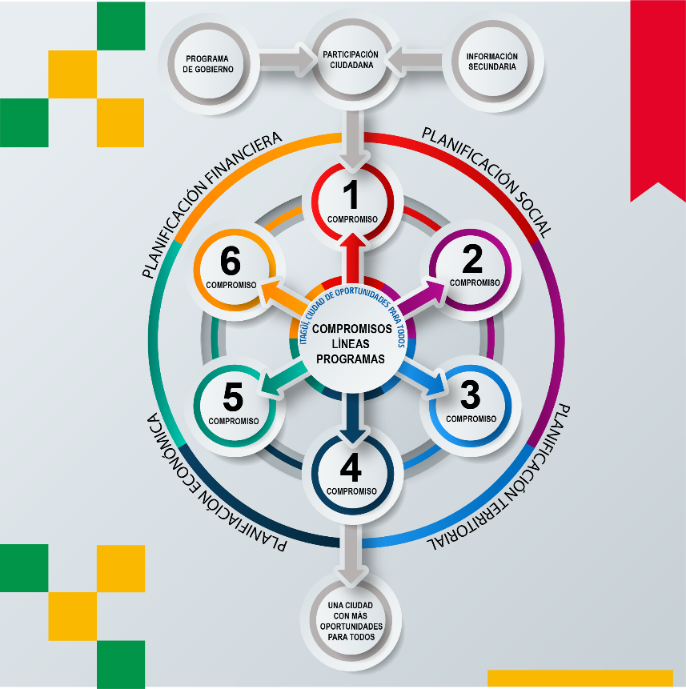 PROGRAMA
DE GOBIERNO
PARTICIPACIÓN
CIUDADANA
INFORMACIÓN
SECUNDARIA
PLANIFICACIÓN FINANCIERA
PLANIFICACIÓN SOCIAL
1
COMPROMISO
6
COMPROMISO
2
COMPROMISO
ITAGÜÍ, CIUDAD DE OPORTUNIDADES PARA TODOS
COMPROMISOS
LÍNEAS
PROGRAMAS
5
COMPROMISO
3
COMPROMISO
4
COMPROMISO
PLANIFIACIÓN ECONÓMICA
PLANIFICACIÓN TERRITORIAL
UNA CIUDAD
CON MÁS
OPORTUNIDADES
PARA TODOS